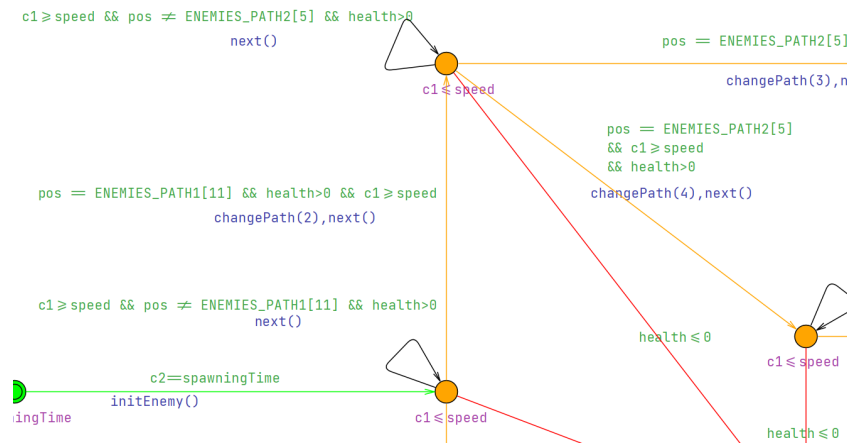 c1≥speed && pos ≠ ENEMIES_PATH2[5] && health>0
next()
pos == ENEMIES_PATH2[5]
c1≤speed
changePath(3),n
pos == ENEMIES_PATH2[5]
&& c1≥speed
&& health>0
pos == ENEMIES_PATH1[11] && health>0 && c1≥speed
changePath(4),next()
changePath(2),next()
c1≥speed && pos ≠ ENEMIES_PATH1[11] && health>0
next()
health≤0
c1≤speed
c2==spawningTime
initEnemy()
ningTime
c1≤speed
health≤0